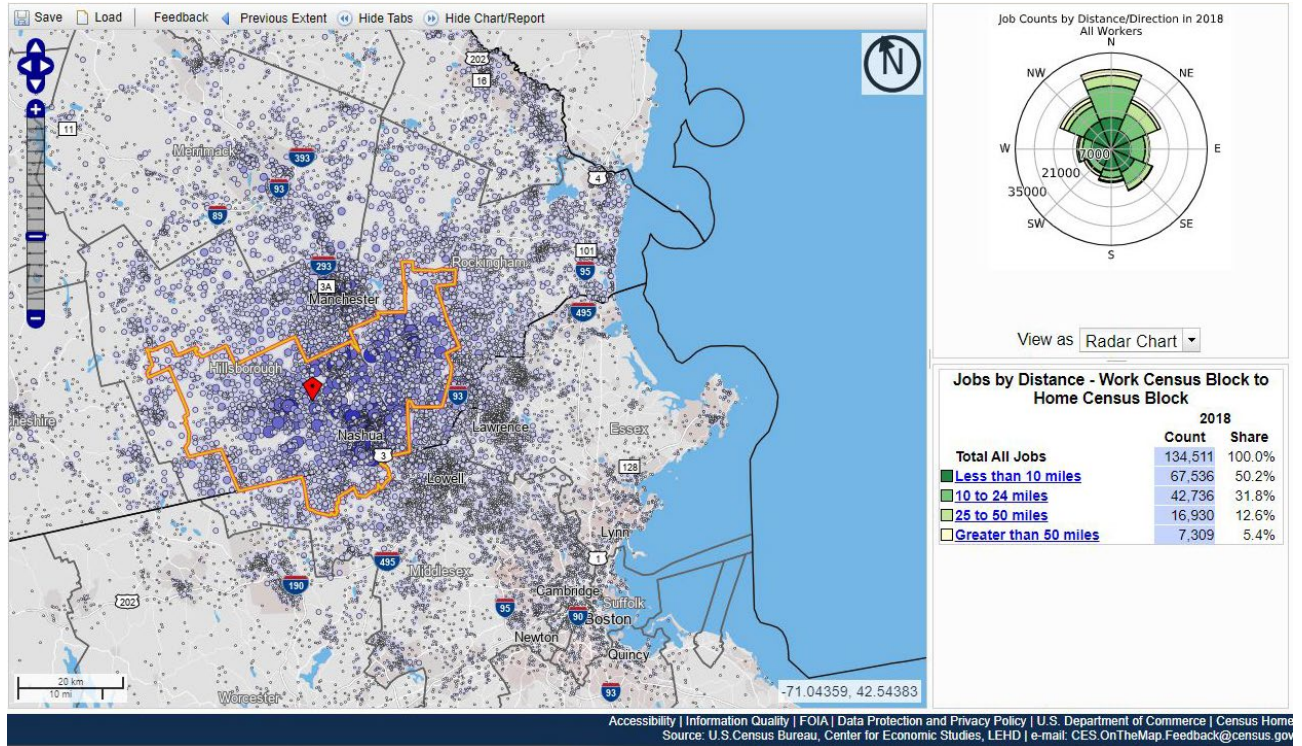 Save Load Feedback Previous Extent Hide Tabs Hide Chart/Report
202
16
N
11
Merrimack
393
93
4
89
101
Rockingham
95
293
3A
Manchester
495
Hillsborough
93
Nashua
Lawrence
Essex
3
128
Lowell
Lynn
1
495
Middlesex
190
Cambridge
202
95
Suffolk
90
Boston
Newton
Quincy
20 km
10 mi
Worcester
93
-71.04359, 42.54383
Job Counts by Distance/Direction in 2018
All Workers
N
NW NE
W E
7000
21000
35000
SW SE
S
View as Radar Chart
Jobs by Distance - Work Census Block to
Home Census Block
2018
Count Share
Total All Jobs 134,511 100.0%
Less than 10 miles 67,536 50.2%
10 to 24 miles 42,736 31.8%
25 to 50 miles 16,930 12.6%
Greater than 50 miles 7,309 5.4%
Accessibility | Information Quality | FOIA | Data Protection and Privacy Policy | U.S. Department of Commerce | Census Home
Source: U.S.Census Bureau, Center for Economic Studies, LEHD | e-mail: CES.OnTheMap.Feedback@census.gov